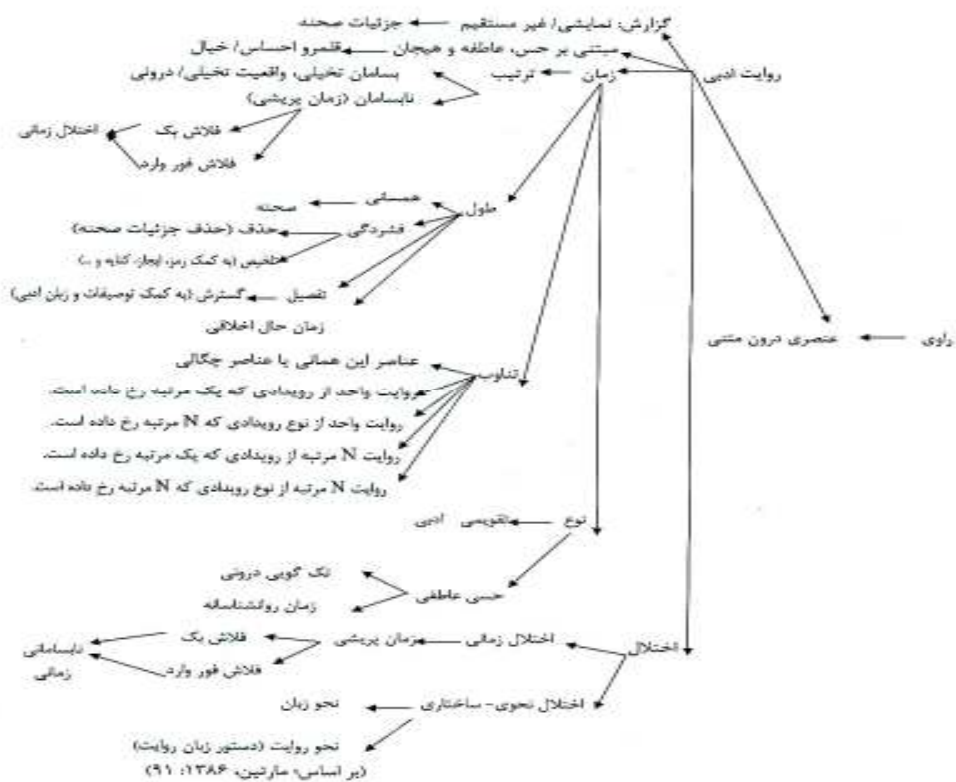 گزارش: نمایشی/ غیر مستقیم جزئیات صحنه
مبتنی بر حس، عاطفه و هیجان قلمرو احساس/ خیال
روایت ادبی زمان ترتیب بسامان تخیلی، واقعیت تخیلی/ درونی
نابسامان (زمان پریشی)
فلاش بک اختلال زمانی
فلاش فور وارد
طول همسانی صحنه
فشردگی حذف (حذف جزئیات صحنه)
تلخیص (به کمک رمز، ایجاز، کنایه و ..)
تفصیل گسترش (به کمک توصیفات و زبان ادبی)
زمان حال اخلاقی
راوی عنصری درون متنی
عناصر این همانی یا عناصر چگالی
تناوب روایت واحد از رویدادی که یک مرتبه رخ داده است.
روایت واحد از نوع رویدادی که N مرتبه رخ داده است.
روایت N مرتبه از رویدادی که یک مرتبه رخ داده است.
روایت N مرتبه از نوع رویدادی که N مرتبه رخ داده است.
نوع تقویمی ادبی
تک گویی درونی
حسی عاطفی زمان روانشناسانه
اختلال اختلال زمانی زمان پریشی فلاش بک نابسامانی
فلاش فور وارد زمانی
اختلال نحوی- ساختاری نحو زبان
نحو روایت (دستور زبان روایت)
(بر اساس: مارتین، ۱۳۸۶: ۹۱)